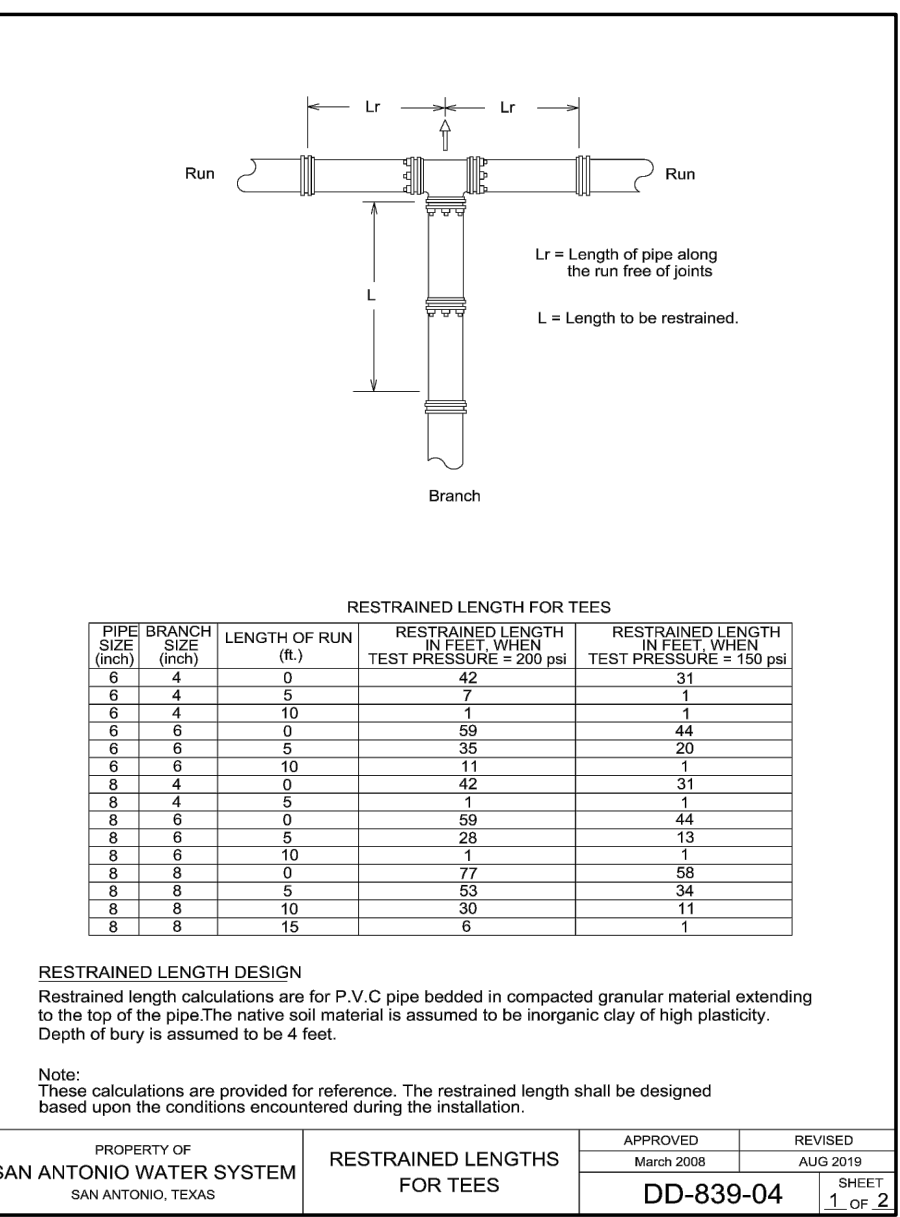 Lr Lr
Run Run
Lr = Length of pipe along
the run free of joints
L
L = Length to be restrained.
Branch
RESTRAINED LENGTH FOR TEES
PIPE SIZE (inch) BRANCH SIZE (inch) LENGTH OF RUN (ft.) RESTRAINED LENGTH IN FEET, WHEN TEST PRESSURE = 200 psi RESTRAINED LENGTH IN FEET, WHEN TEST PRESSURE = 150 psi
6 4 0 42 31
6 4 5 7 1
6 4 10 1 1
6 6 0 59 44
6 6 5 35 20
6 6 10 11 1
8 4 0 42 31
8 4 5 1 1
8 6 0 59 44
8 6 5 28 13
8 6 10 1 1
8 8 0 77 58
8 8 5 53 34
8 8 10 30 11
8 8 15 6 1
RESTRAINED LENGTH DESIGN
Restrained length calculations are for P.V.C pipe bedded in compacted granular material extending
to the top of the pipe.The native soil material is assumed to be inorganic clay of high plasticity.
Depth of bury is assumed to be 4 feet.
Note:
These calculations are provided for reference. The restrained length shall be designed
based upon the conditions encountered during the installation.
PROPERTY OF
SAN ANTONIO WATER SYSTEM
SAN ANTONIO, TEXAS
RESTRAINED LENGTHS
FOR TEES
APPROVED REVISED
March 2008 AUG 2019
DD-839-04
SHEET
1 OF 2